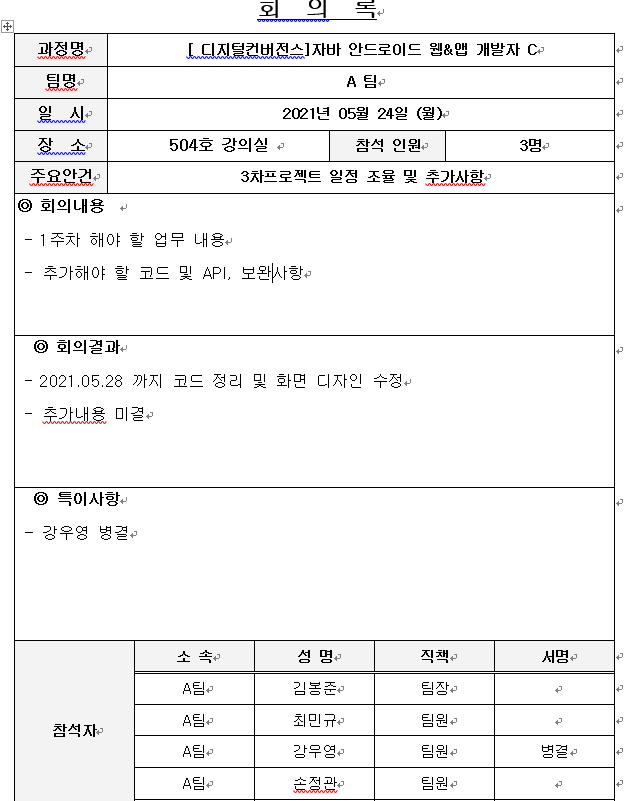 회 의 록
과정명 [ 디지털컨버전스]자바 안드로이드 웹&앱 개발자 C
팀명 A 팀
일 시 2021년 05월 24일 (월)
장 소 504호 강의실 참석 인원 3명
주요안건 3차프로젝트 일정 조율 및 추가사항
◎ 회의내용
- 1주차 해야 할 업무 내용
- 추가해야 할 코드 및 API, 보완사항
◎ 회의결과
- 2021.05.28 까지 코드 정리 및 화면 디자인 수정
- 추가내용 미결
◎ 특이사항
- 강우영 병결
소 속 성 명 직책 서명
A팀 김봉준 팀장
A팀 최민규 팀원
참석자
A팀 강우영 팀원 병결
A팀 손정관 팀원